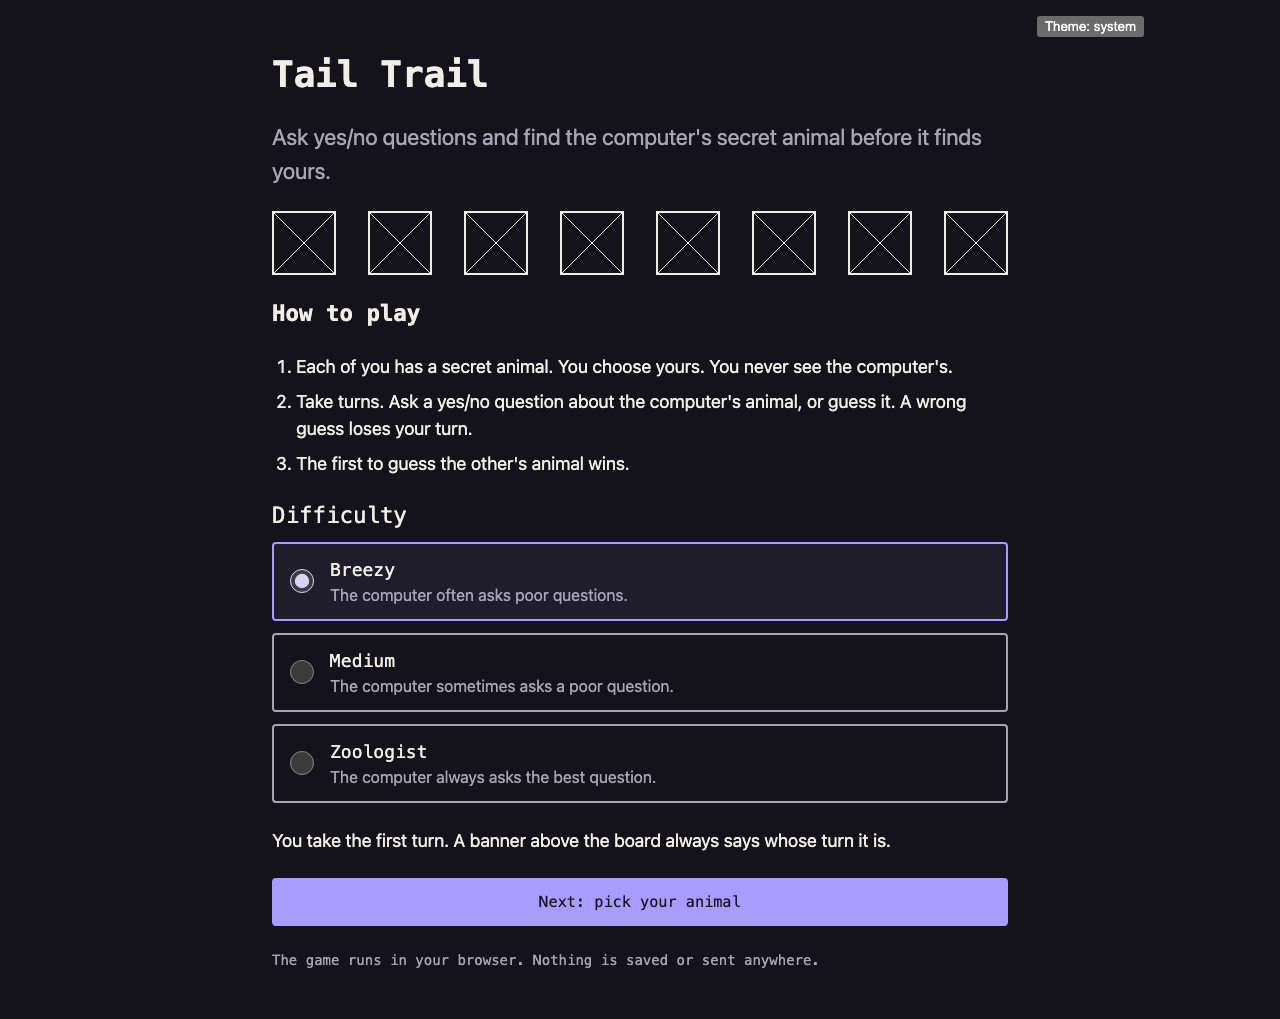 Theme: system
Tail Trail
Ask yes/no questions and find the computer's secret animal before it finds
yours.
How to play
1. Each of you has a secret animal. You choose yours. You never see the computer's.
2. Take turns. Ask a yes/no question about the computer's animal, or guess it. A wrong
guess loses your turn.
3. The first to guess the other's animal wins.
Difficulty
Breezy
The computer often asks poor questions.
Medium
The computer sometimes asks a poor question.
Zoologist
The computer always asks the best question.
You take the first turn. A banner above the board always says whose turn it is.
Next: pick your animal
The game runs in your browser. Nothing is saved or sent anywhere.